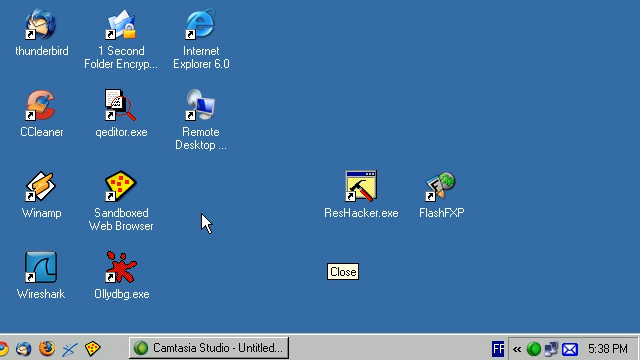 thunderbird
1 Second
Folder Encryp...
Internet
Explorer 6.0
CCleaner
qeditor.exe
Remote
Desktop ...
Winamp
Sandboxed
Web Browser
ResHacker.exe
FlashFXP
Wireshark
Ollydbg.exe
Close
Camtasia Studio - Untitled...
FF
«
5:38 PM